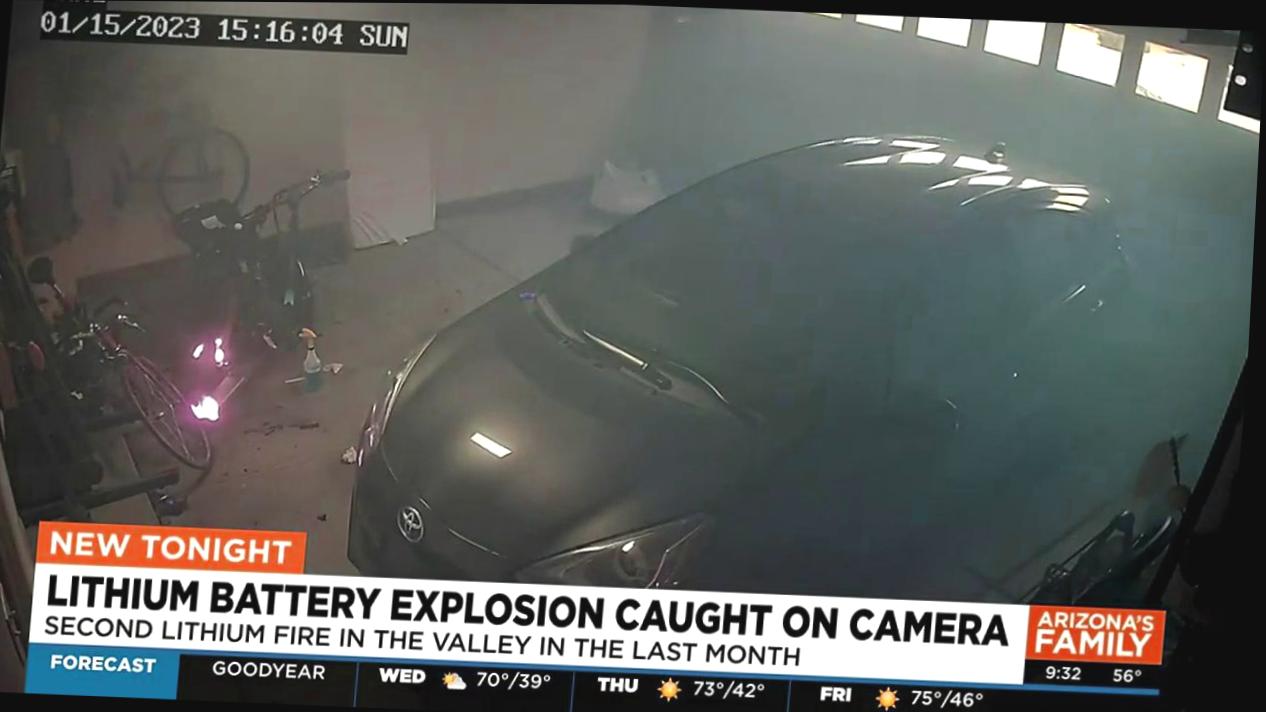 01/15/2023 15:16:04 SUN
NEW TONIGHT
LITHIUM BATTERY EXPLOSION CAUGHT ON CAMERA
SECOND LITHIUM FIRE IN THE VALLEY IN THE LAST MONTH
ARIZONA'S
FAMILY
FORECAST GOODYEAR WED 70°/39° THU 73°/42° FRI 75°/46° 9:32 56°